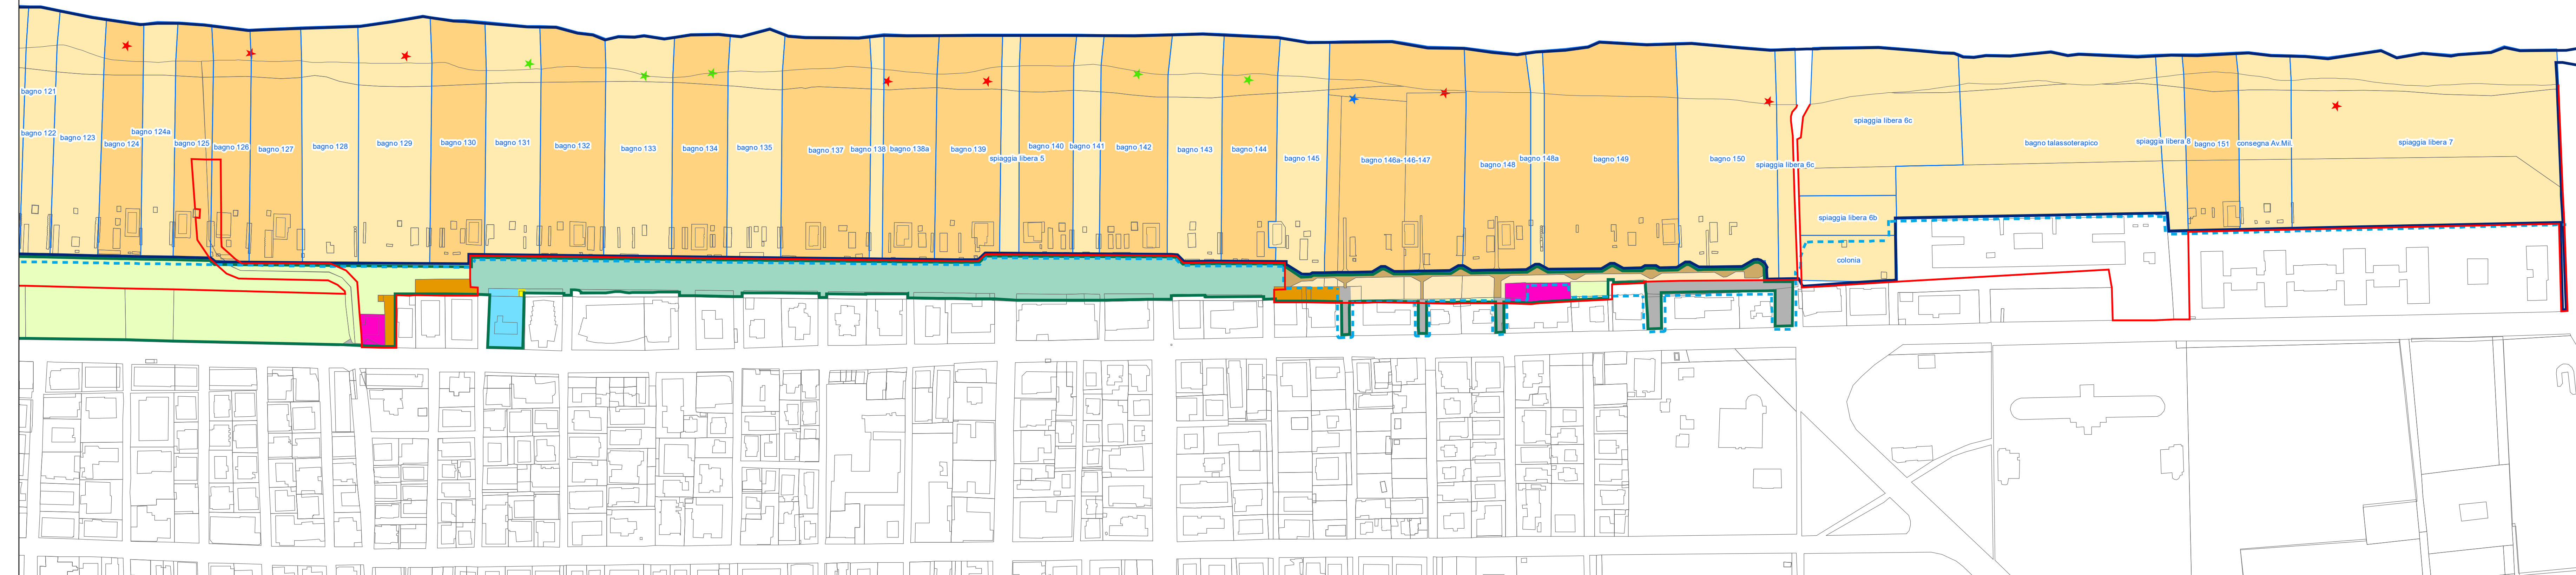 bagno 121
bagno 122
bagno 123
bagno 124
bagno 124a
bagno 125
bagno 126
bagno 127
bagno 128
bagno 129
bagno 130
bagno 131
bagno 132
bagno 133
bagno 134
bagno 135
bagno 137
bagno 138
bagno 138a
bagno 139
spiaggia libera 5
bagno 140
bagno 141
bagno 142
bagno 143
bagno 144
bagno 145
bagno 146a-146-147
bagno 148
bagno 148a
bagno 149
bagno 150
spiaggia libera 6c
spiaggia libera 6c
spiaggia libera 6b
colonia
bagno talassoterapico
spiaggia libera 8
bagno 151
consegna Av.Mil.
spiaggia libera 7